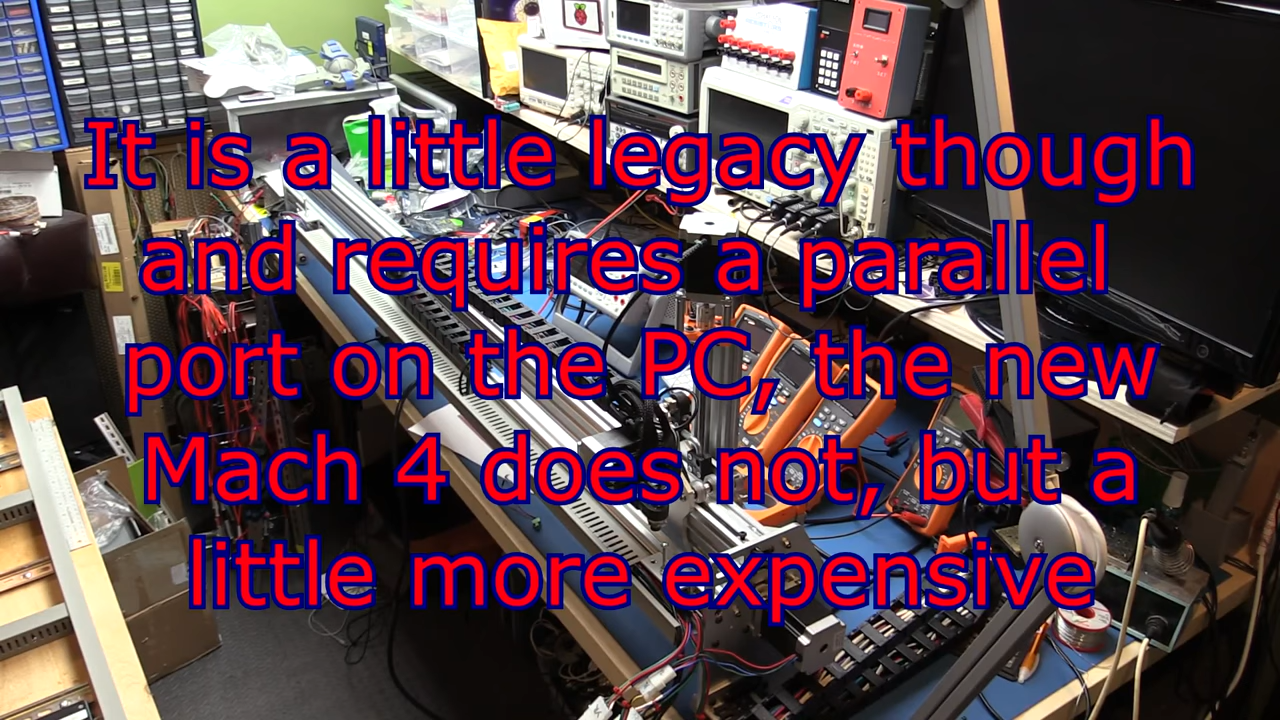 It is a little legacy though
and requires a parallel
port on the PC, the new
Mach 4 does not, but a
little more expensive